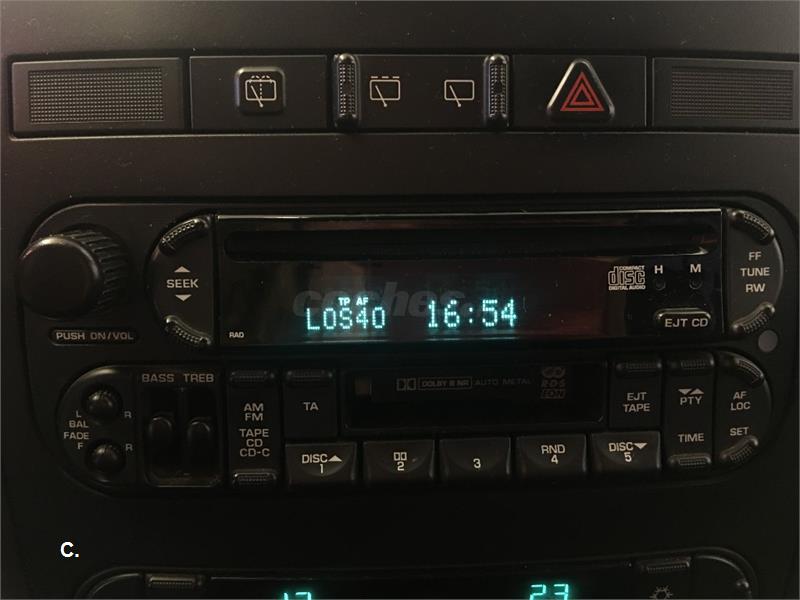 FF
SEEK
TUNE
RW
COMPACT
disc
DIGITAL AUDIO
H M
TP AF
LOS40 16:54
EJT CD
PUSH ON/VOL
RAD
BASS TREB
L R
BAL
FADE
F R
AM
FM
TAPE
CD
CD-C
TA
DOLBY B NR AUTO METAL
R·D·S
EON
EJT
TAPE
PTY
TIME
AF
LOC
SET
DISC
1
2
3
RND
4
DISC
5
C.
23